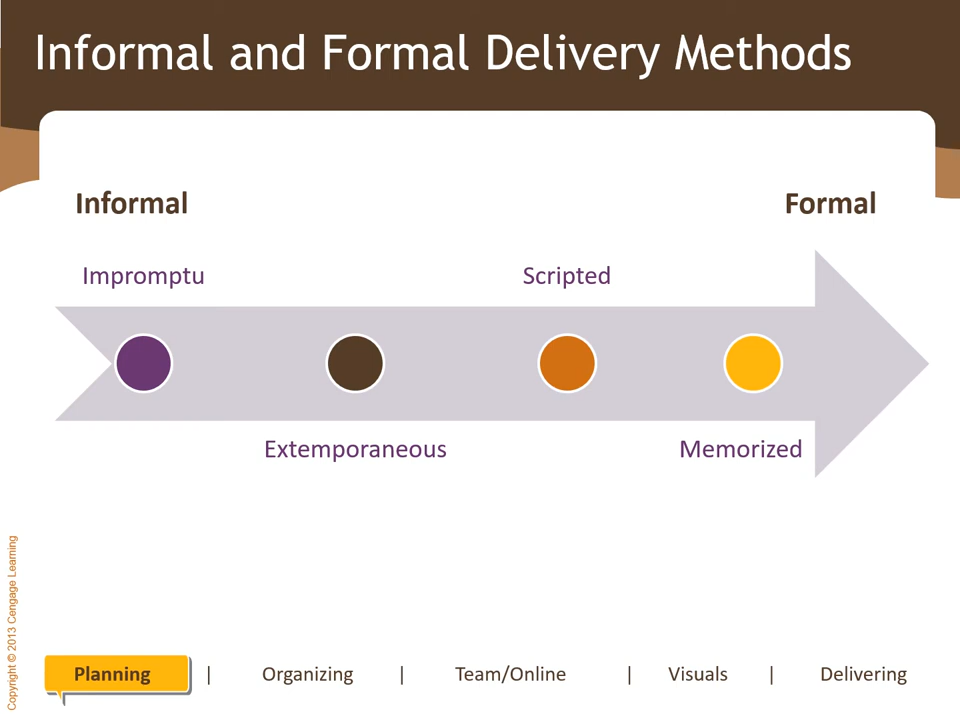 Informal and Formal Delivery Methods
Informal
Formal
Impromptu
Scripted
Extemporaneous
Memorized
Copyright © 2013 Cengage Learning
Planning | Organizing | Team/Online | Visuals | Delivering